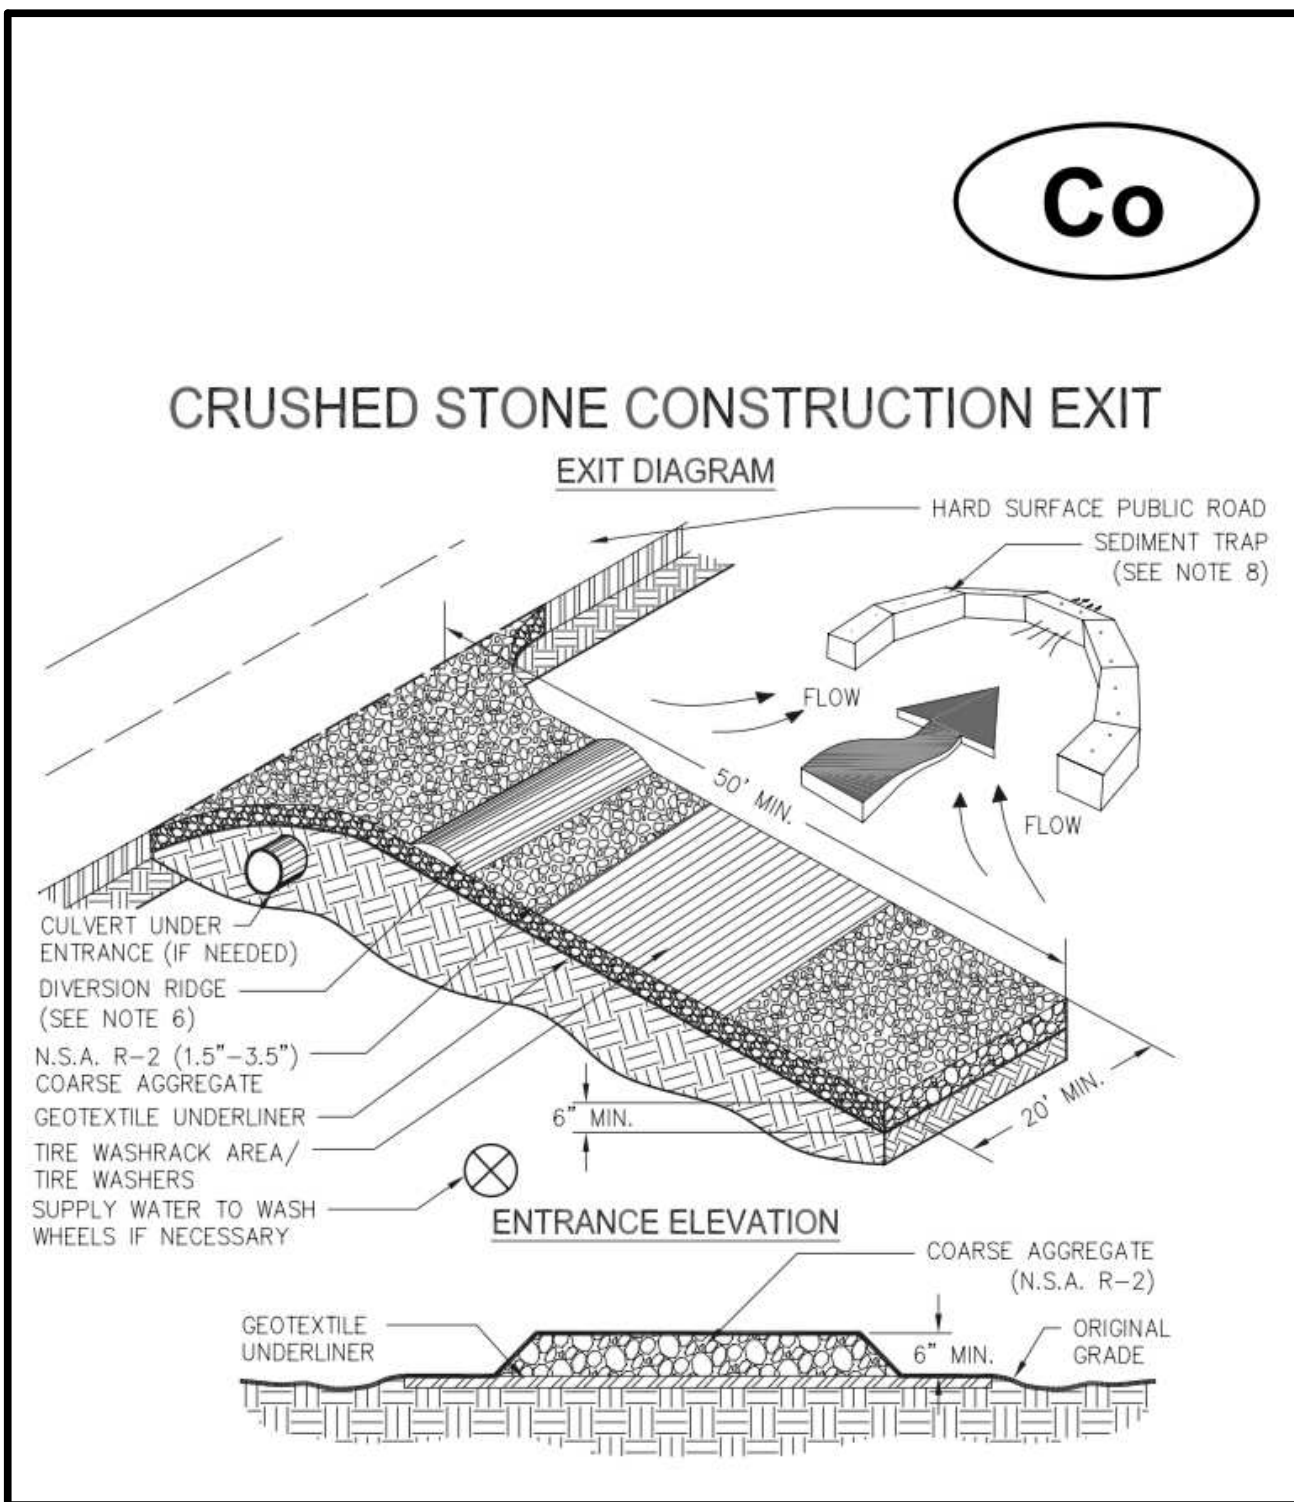 Co
CRUSHED STONE CONSTRUCTION EXIT
EXIT DIAGRAM
HARD SURFACE PUBLIC ROAD
SEDIMENT TRAP
(SEE NOTE 8)
FLOW
50' MIN.
FLOW
CULVERT UNDER
ENTRANCE (IF NEEDED)
DIVERSION RIDGE
(SEE NOTE 6)
N.S.A. R-2 (1.5"-3.5")
COARSE AGGREGATE
GEOTEXTILE UNDERLINER
6" MIN.
20' MIN.
TIRE WASHRACK AREA/
TIRE WASHERS
SUPPLY WATER TO WASH
WHEELS IF NECESSARY
ENTRANCE ELEVATION
COARSE AGGREGATE
(N.S.A. R-2)
GEOTEXTILE
UNDERLINER
6" MIN.
ORIGINAL
GRADE